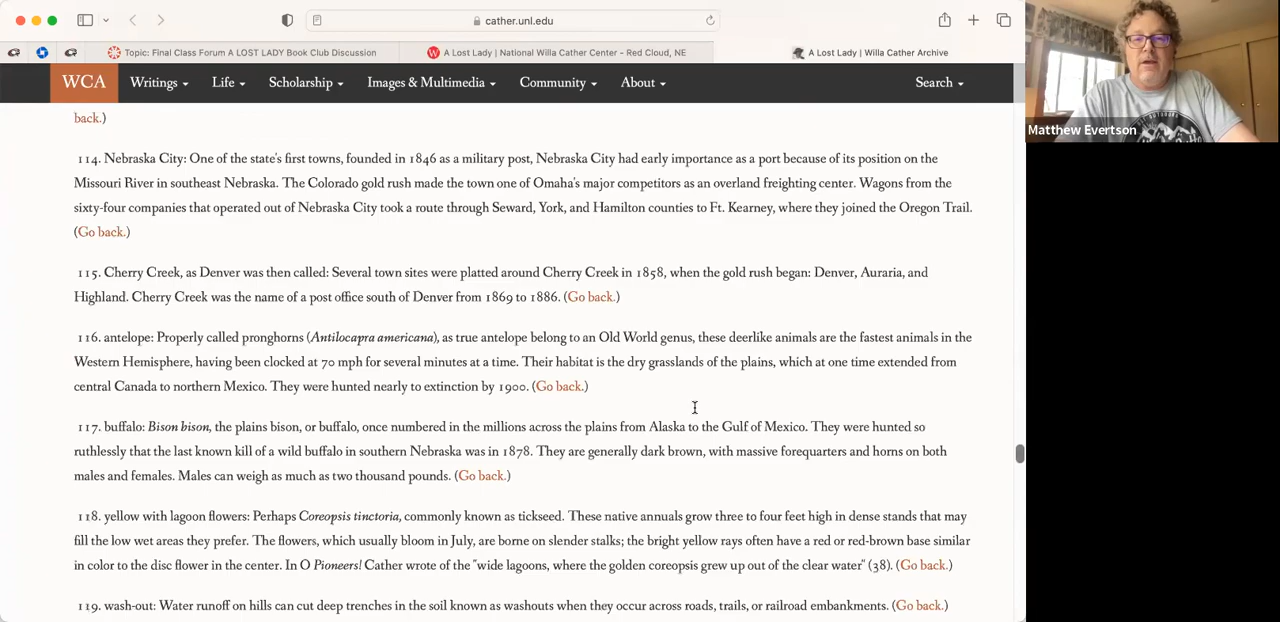 cather.unl.edu
Topic: Final Class Forum A LOST LADY Book Club Discussion
A Lost Lady | National Willa Cather Center - Red Cloud, NE
A Lost Lady | Willa Cather Archive
WCA Writings Life Scholarship Images & Multimedia Community About Search
Matthew Evertson
back.)
114. Nebraska City: One of the state's first towns, founded in 1846 as a military post, Nebraska City had early importance as a port because of its position on the
Missouri River in southeast Nebraska. The Colorado gold rush made the town one of Omaha's major competitors as an overland freighting center. Wagons from the
sixty-four companies that operated out of Nebraska City took a route through Seward, York, and Hamilton counties to Ft. Kearney, where they joined the Oregon Trail.
(Go back.)
115. Cherry Creek, as Denver was then called: Several town sites were platted around Cherry Creek in 1858, when the gold rush began: Denver, Auraria, and
Highland. Cherry Creek was the name of a post office south of Denver from 1869 to 1886. (Go back.)
116. antelope: Properly called pronghorns (Antilocapra americana), as true antelope belong to an Old World genus, these deerlike animals are the fastest animals in the
Western Hemisphere, having been clocked at 70 mph for several minutes at a time. Their habitat is the dry grasslands of the plains, which at one time extended from
central Canada to northern Mexico. They were hunted nearly to extinction by 1900. (Go back.)
117. buffalo: Bison bison, the plains bison, or buffalo, once numbered in the millions across the plains from Alaska to the Gulf of Mexico. They were hunted so
ruthlessly that the last known kill of a wild buffalo in southern Nebraska was in 1878. They are generally dark brown, with massive forequarters and horns on both
males and females. Males can weigh as much as two thousand pounds. (Go back.)
118. yellow with lagoon flowers: Perhaps Coreopsis tinctoria, commonly known as tickseed. These native annuals grow three to four feet high in dense stands that may
fill the low wet areas they prefer. The flowers, which usually bloom in July, are borne on slender stalks; the bright yellow rays often have a red or red-brown base similar
in color to the disc flower in the center. In O Pioneers! Cather wrote of the "wide lagoons, where the golden coreopsis grew up out of the clear water" (38). (Go back.)
119. wash-out: Water runoff on hills can cut deep trenches in the soil known as washouts when they occur across roads, trails, or railroad embankments. (Go back.)